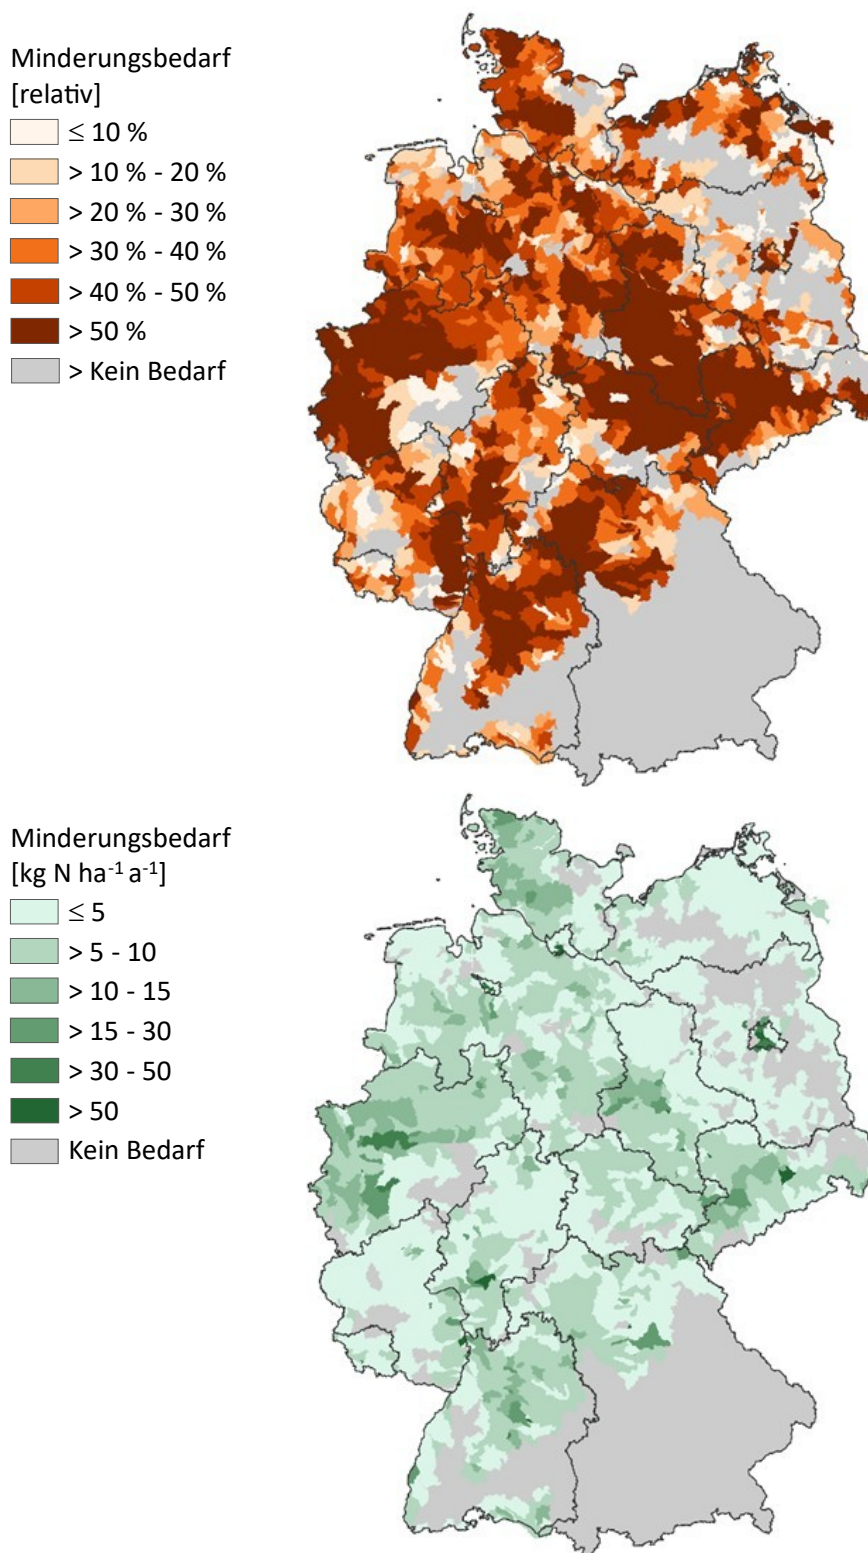 Minderungsbedarf
[relativ]
≤ 10 %
> 10 % - 20 %
> 20 % - 30 %
> 30 % - 40 %
> 40 % - 50 %
> 50 %
> Kein Bedarf
Minderungsbedarf
[kg N ha⁻¹ a⁻¹]
≤ 5
> 5 - 10
> 10 - 15
> 15 - 30
> 30 - 50
> 50
Kein Bedarf